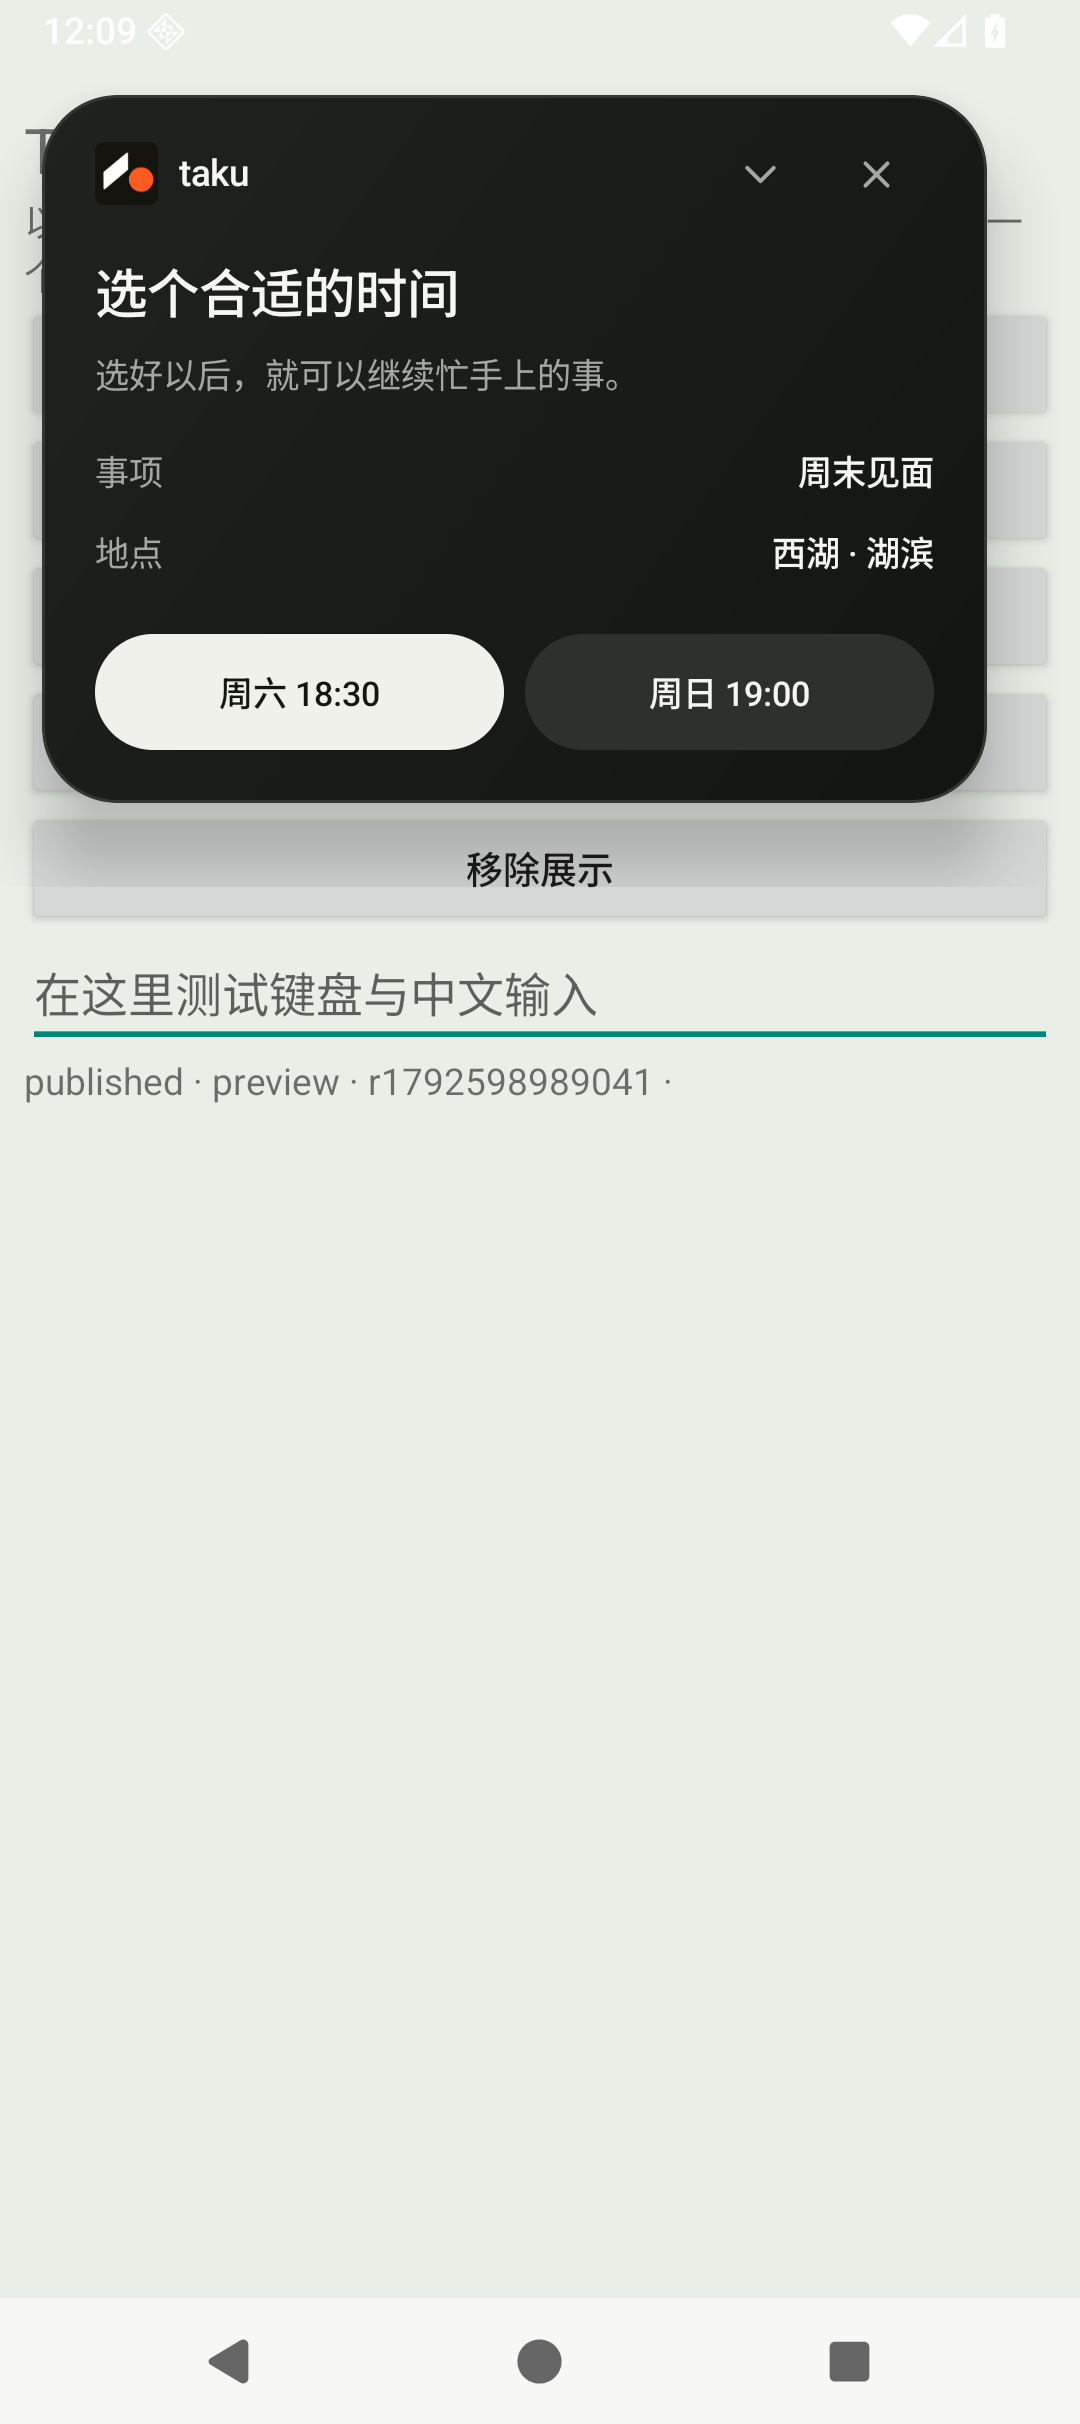 12:09
taku
选个合适的时间
选好以后，就可以继续忙手上的事。
事项 周末见面
地点 西湖 · 湖滨
周六 18:30 周日 19:00
移除展示
在这里测试键盘与中文输入
published · preview · r1792598989041 ·